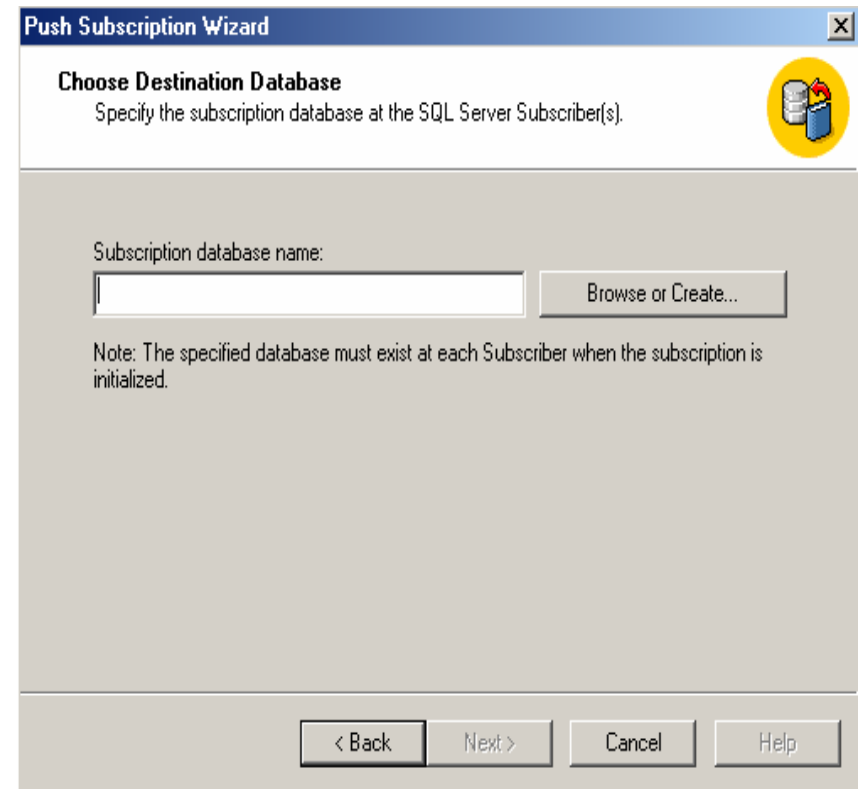 Push Subscription Wizard
Choose Destination Database
Specify the subscription database at the SQL Server Subscriber(s).
Subscription database name:
Browse or Create...
Note: The specified database must exist at each Subscriber when the subscription is
initialized.
< Back Next > Cancel Help